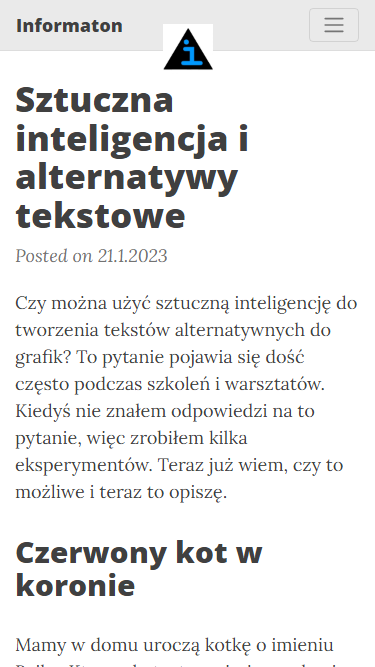 Informaton
i
Sztuczna
inteligencja i
alternatywy
tekstowe
Posted on 21.1.2023
Czy można użyć sztuczną inteligencję do
tworzenia tekstów alternatywnych do
grafik? To pytanie pojawia się dość
często podczas szkoleń i warsztatów.
Kiedyś nie znałem odpowiedzi na to
pytanie, więc zrobiłem kilka
eksperymentów. Teraz już wiem, czy to
możliwe i teraz to opiszę.
Czerwony kot w
koronie
Mamy w domu uroczą kotkę o imieniu